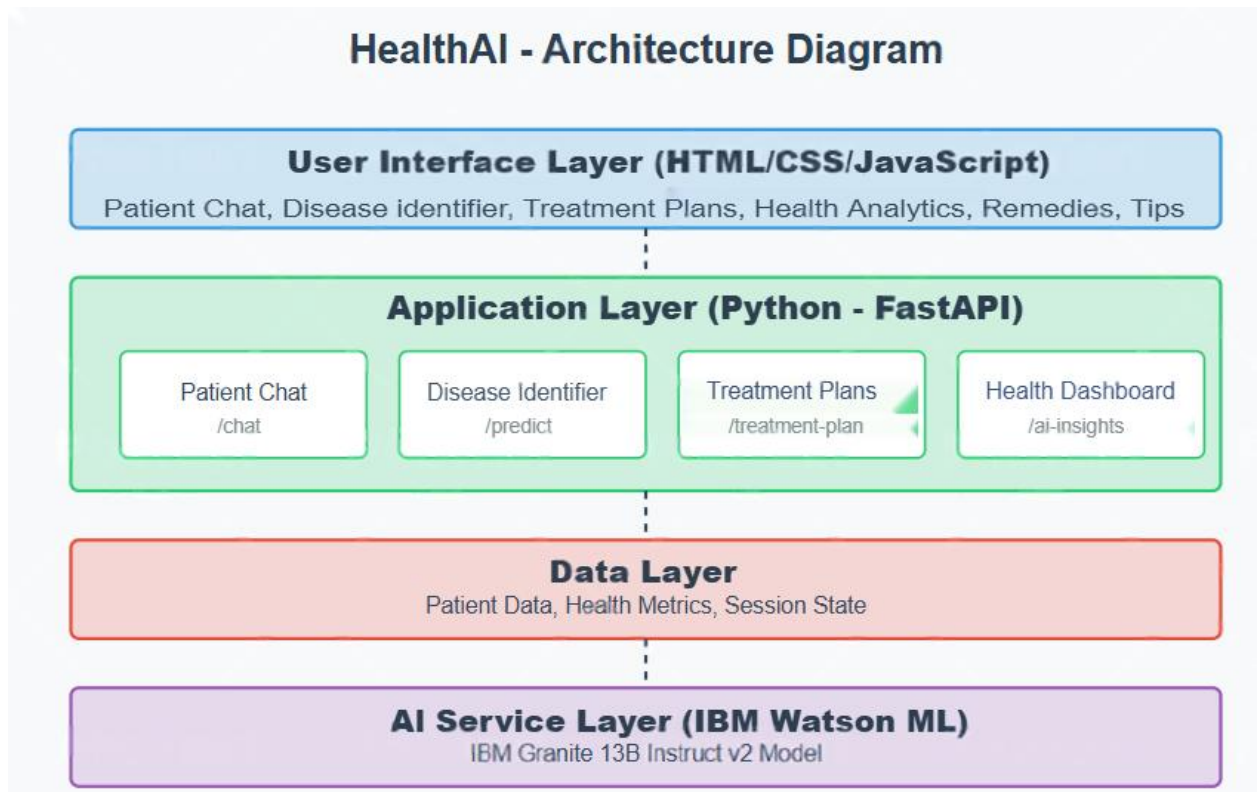 HealthAI - Architecture Diagram
User Interface Layer (HTML/CSS/JavaScript)
Patient Chat, Disease identifier, Treatment Plans, Health Analytics, Remedies, Tips
Application Layer (Python - FastAPI)
Patient Chat
/chat
Disease Identifier
/predict
Treatment Plans
/treatment-plan
Health Dashboard
/ai-insights
Data Layer
Patient Data, Health Metrics, Session State
AI Service Layer (IBM Watson ML)
IBM Granite 13B Instruct v2 Model